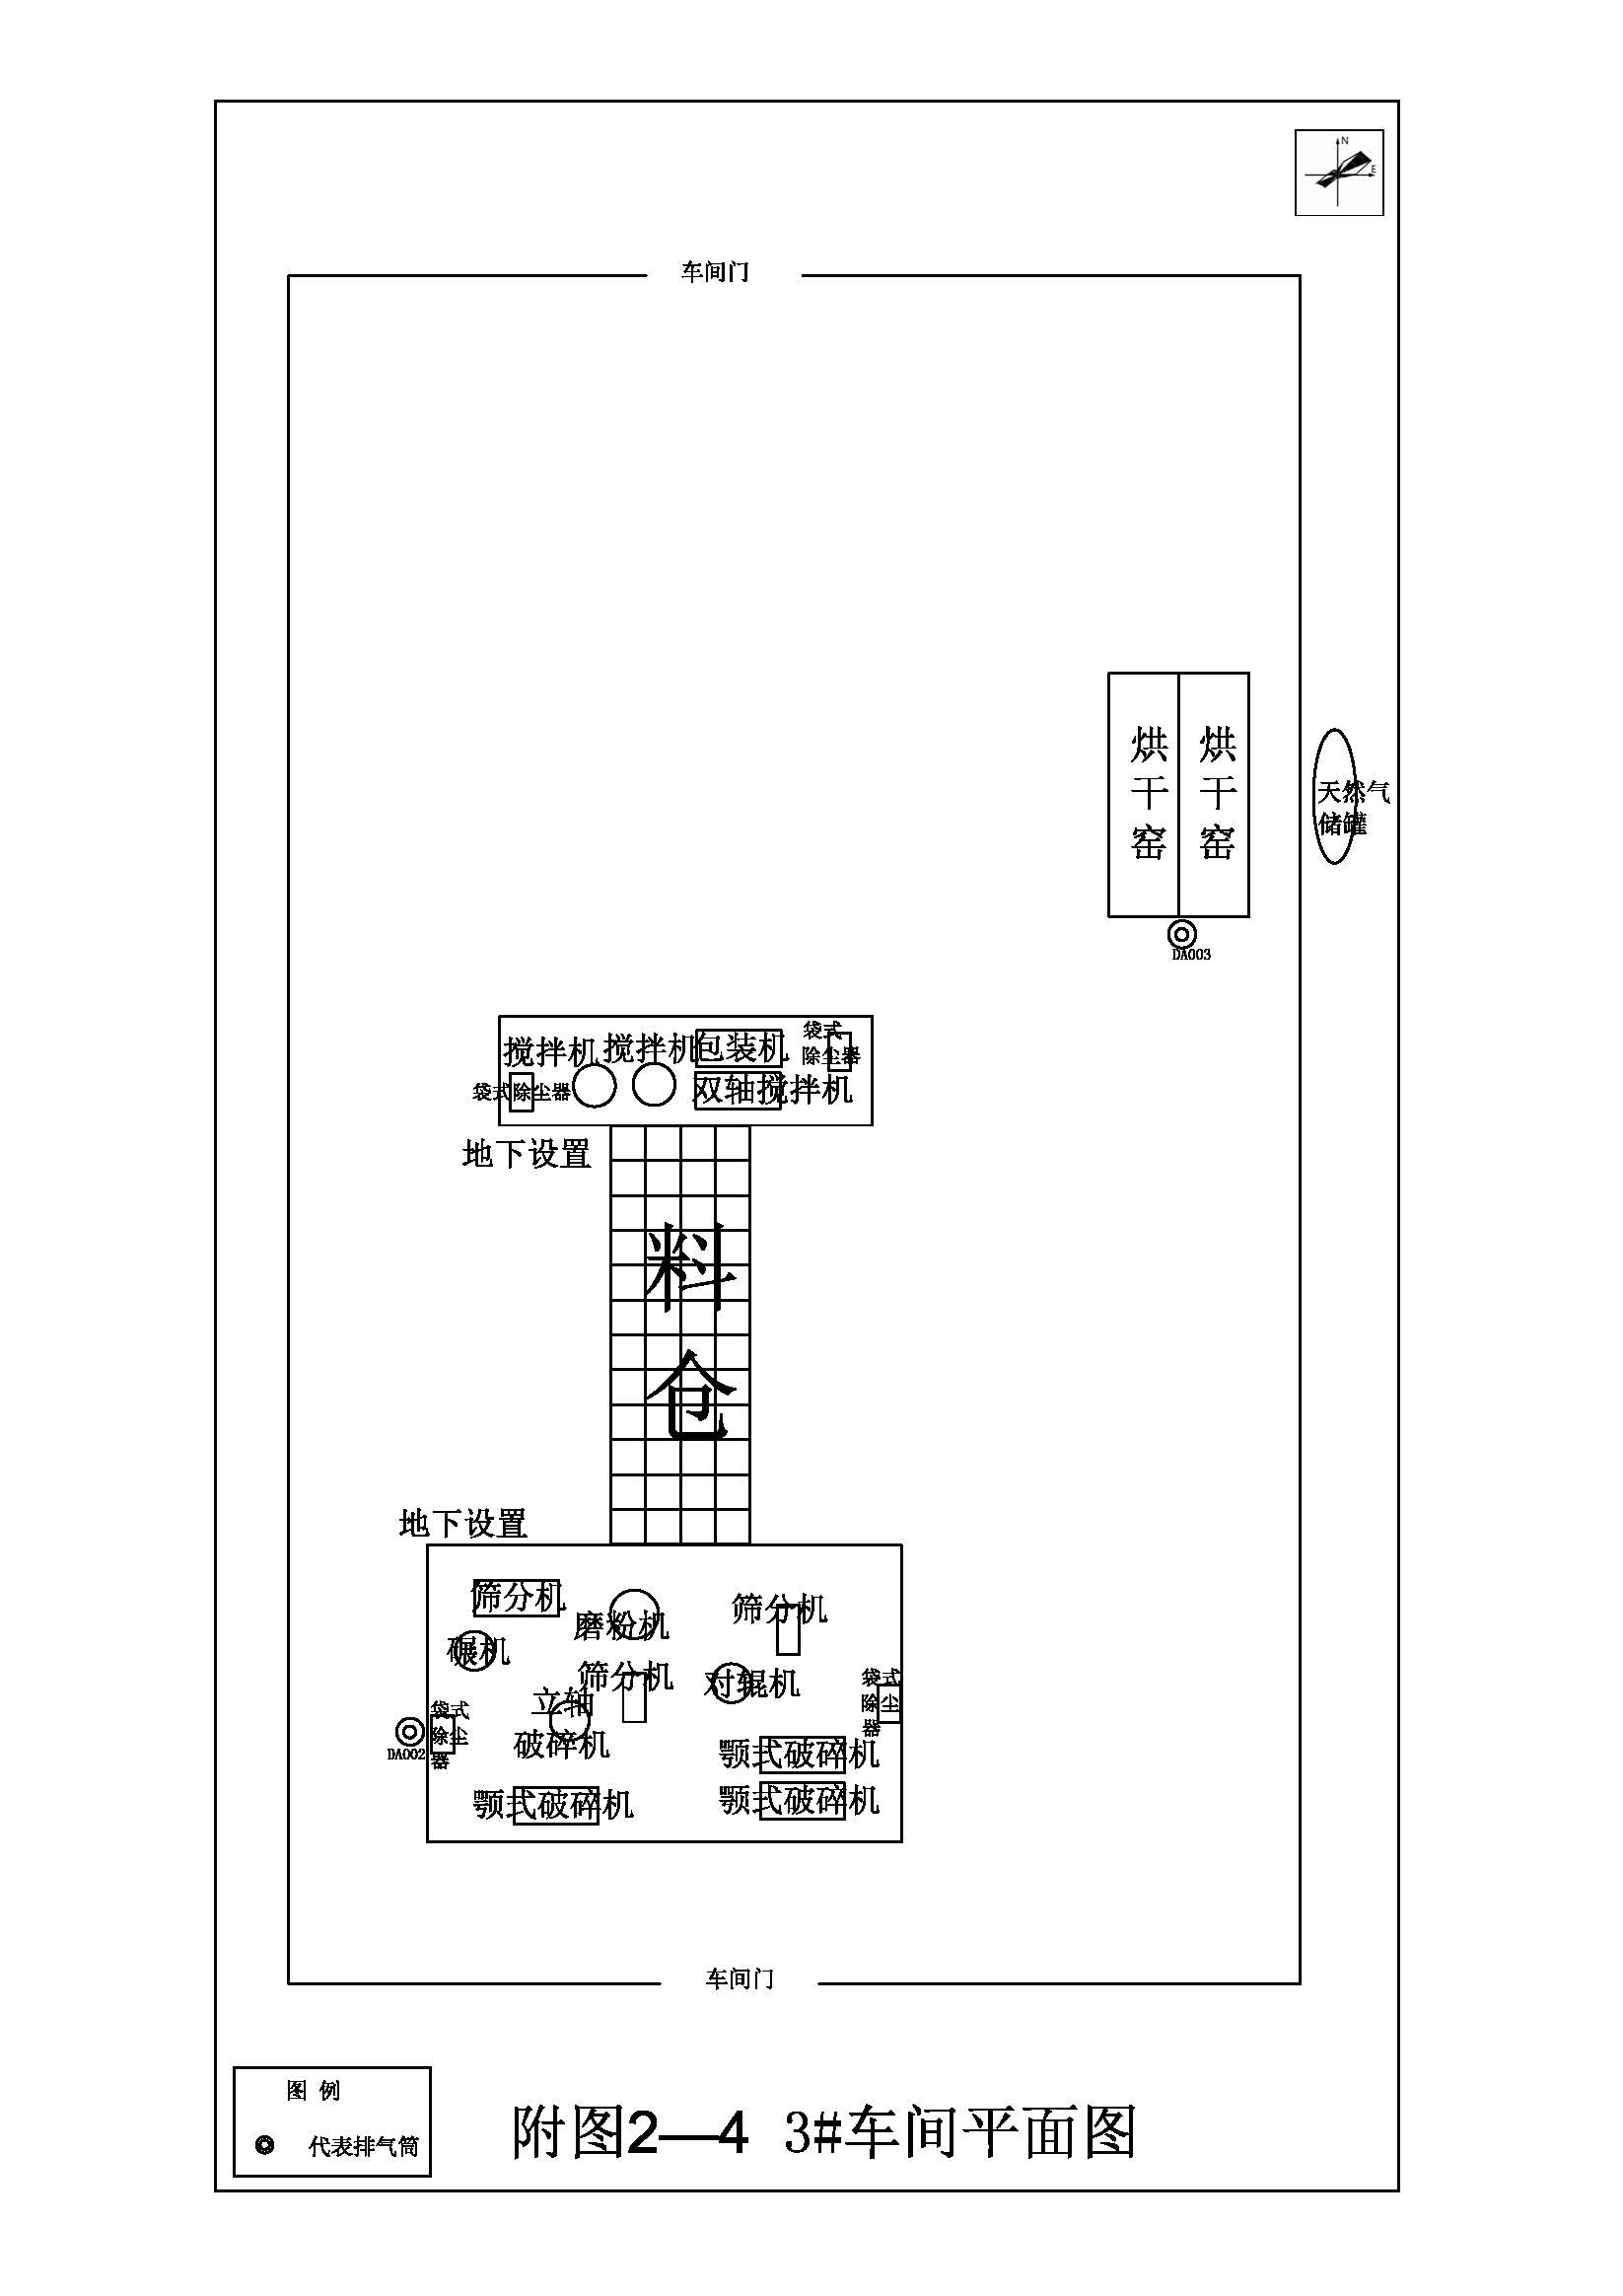 N
E
车间门
烘干窑
烘干窑
天然气
储罐
DA003
搅拌机
搅拌机
包装机
袋式
除尘器
袋式除尘器
双轴搅拌机
地下设置
料仓
地下设置
筛分机
磨粉机
筛分机
碾机
筛分机
对辊机
袋式
除尘
器
立轴
破碎机
袋式
除尘
器
DA002
颚式破碎机
颚式破碎机
颚式破碎机
车间门
图 例
代表排气筒
附图2—4 3#车间平面图